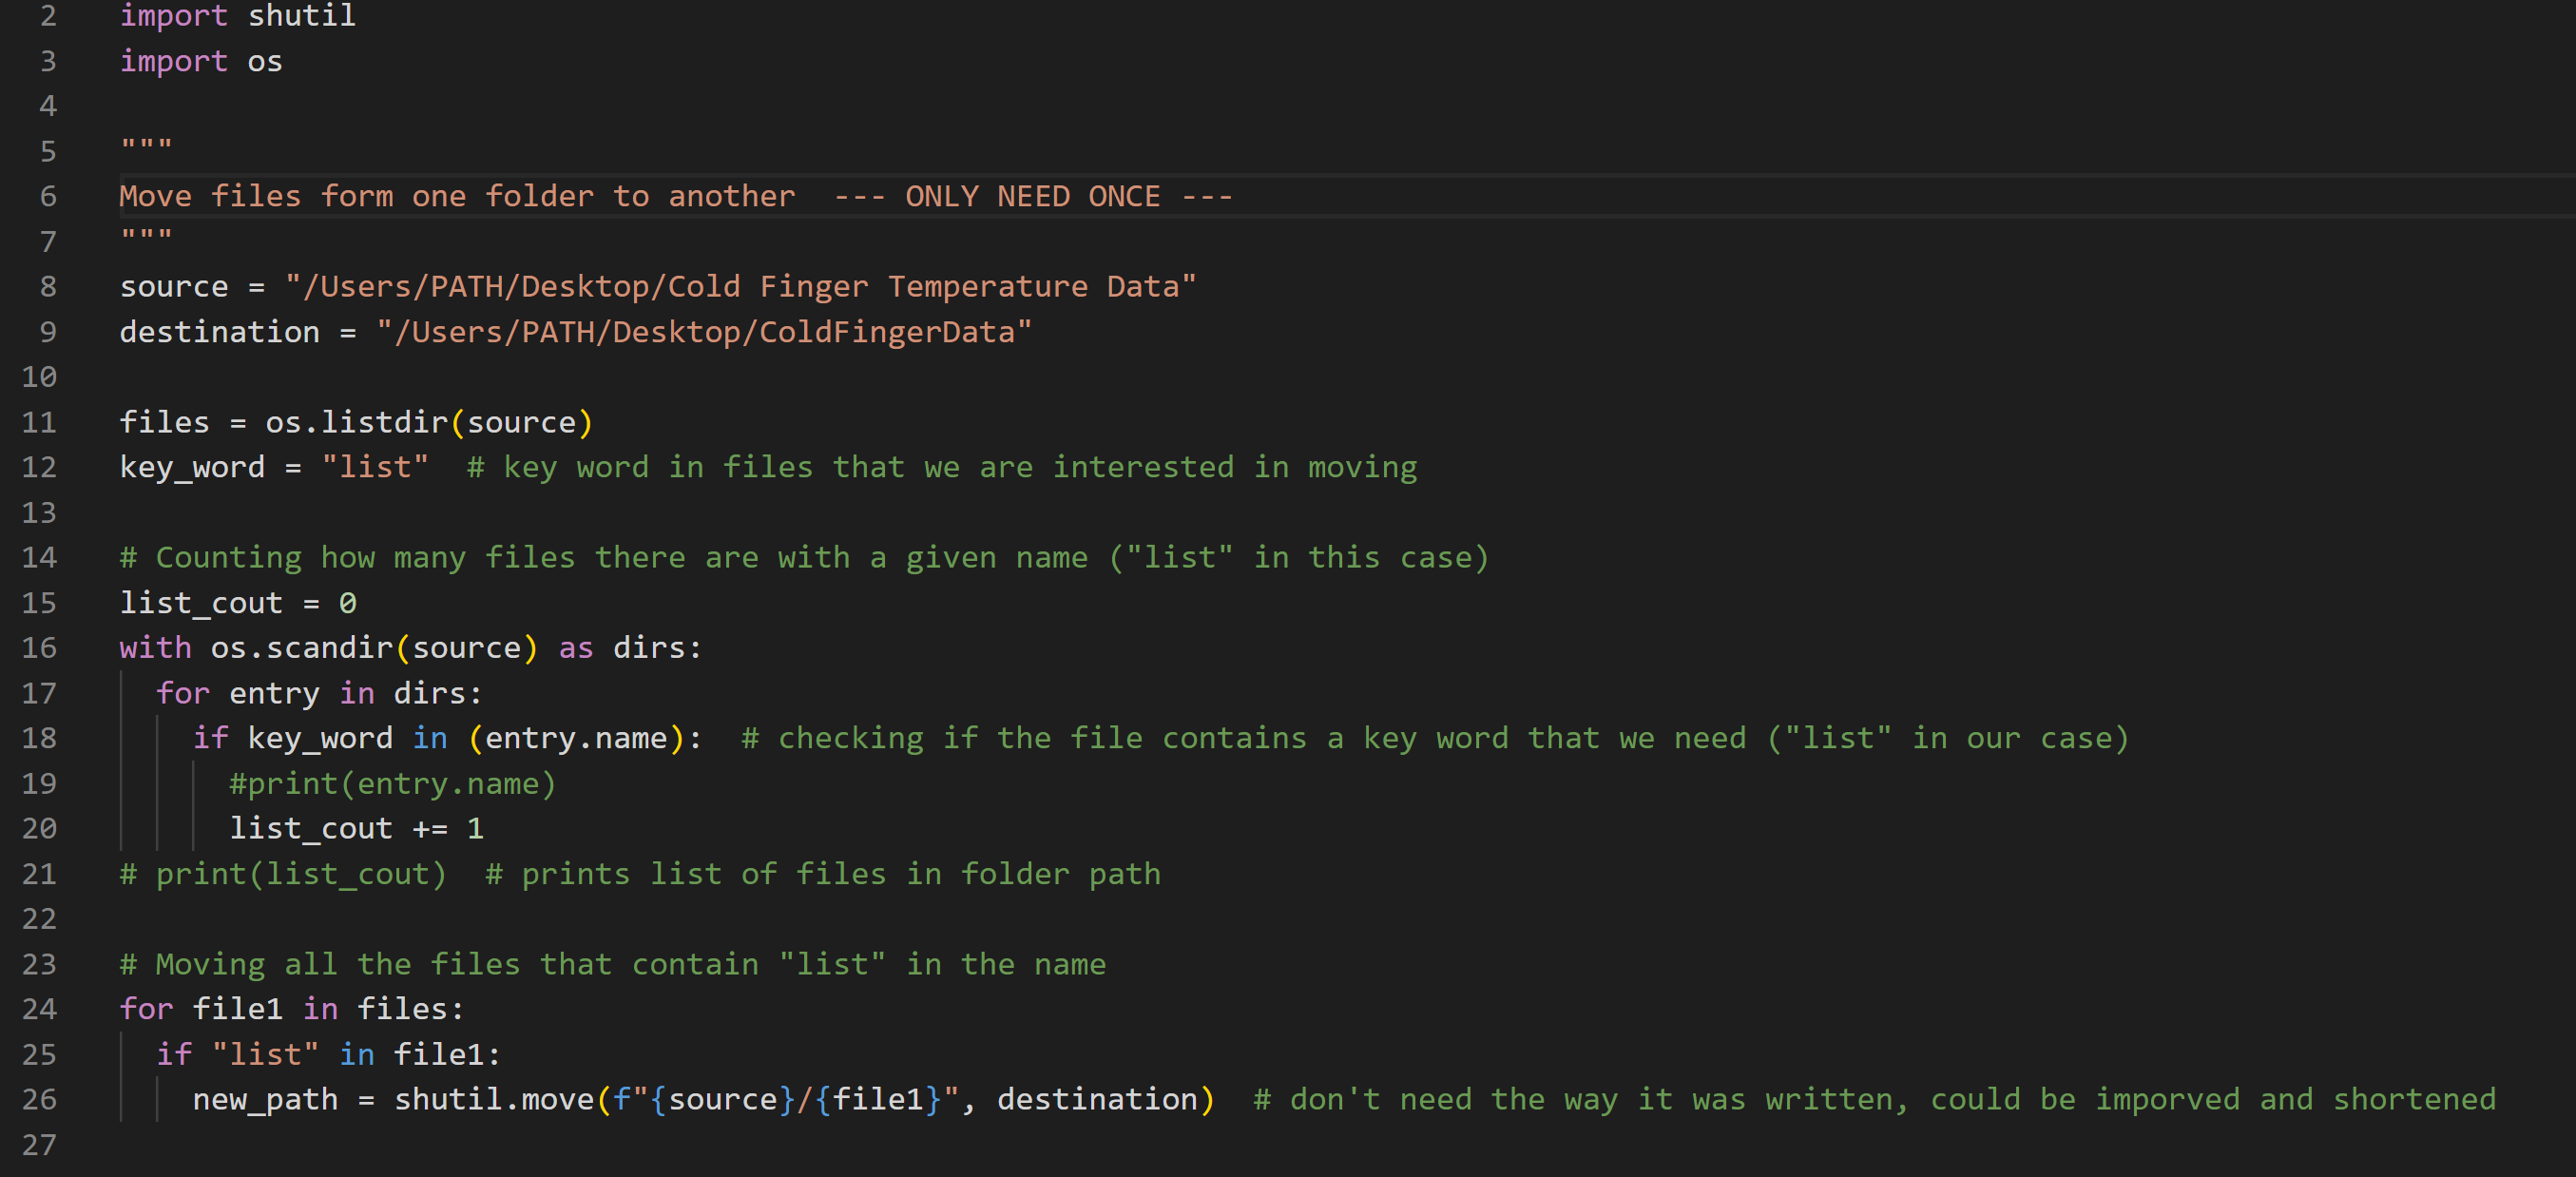 2 import shutil
3 import os
4
5 """
6 Move files form one folder to another  --- ONLY NEED ONCE ---
7 """
8 source = "/Users/PATH/Desktop/Cold Finger Temperature Data"
9 destination = "/Users/PATH/Desktop/ColdFingerData"
10
11 files = os.listdir(source)
12 key_word = "list"  # key word in files that we are interested in moving
13
14 # Counting how many files there are with a given name ("list" in this case)
15 list_cout = 0
16 with os.scandir(source) as dirs:
17   for entry in dirs:
18     if key_word in (entry.name):  # checking if the file contains a key word that we need ("list" in our case)
19       #print(entry.name)
20       list_cout += 1
21 # print(list_cout)  # prints list of files in folder path
22
23 # Moving all the files that contain "list" in the name
24 for file1 in files:
25   if "list" in file1:
26     new_path = shutil.move(f"{source}/{file1}", destination)  # don't need the way it was written, could be imporved and shortened
27